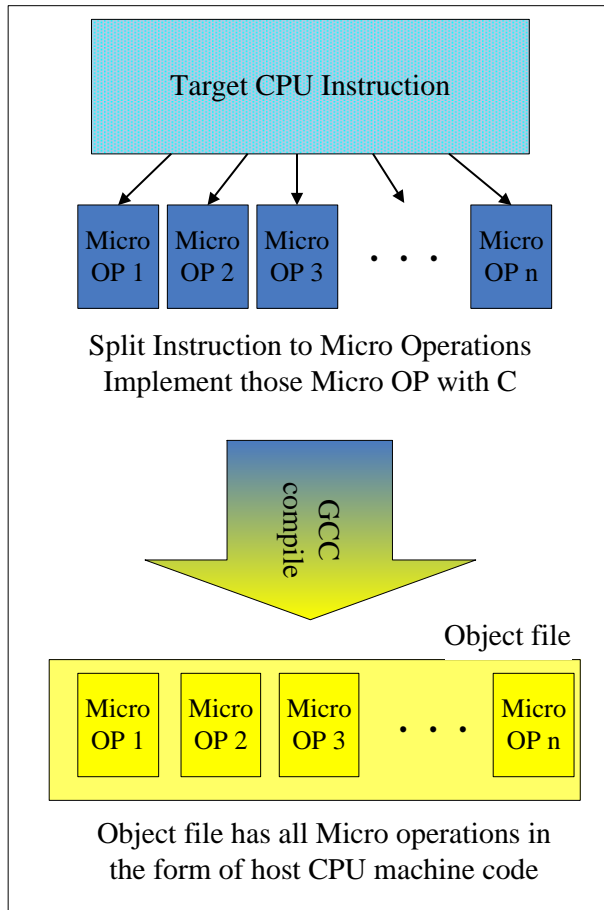 Target CPU Instruction
Micro OP 1
Micro OP 2
Micro OP 3
. . .
Micro OP n
Split Instruction to Micro Operations
Implement those Micro OP with C
GCC compile
Object file
Micro OP 1
Micro OP 2
Micro OP 3
. . .
Micro OP n
Object file has all Micro operations in
the form of host CPU machine code